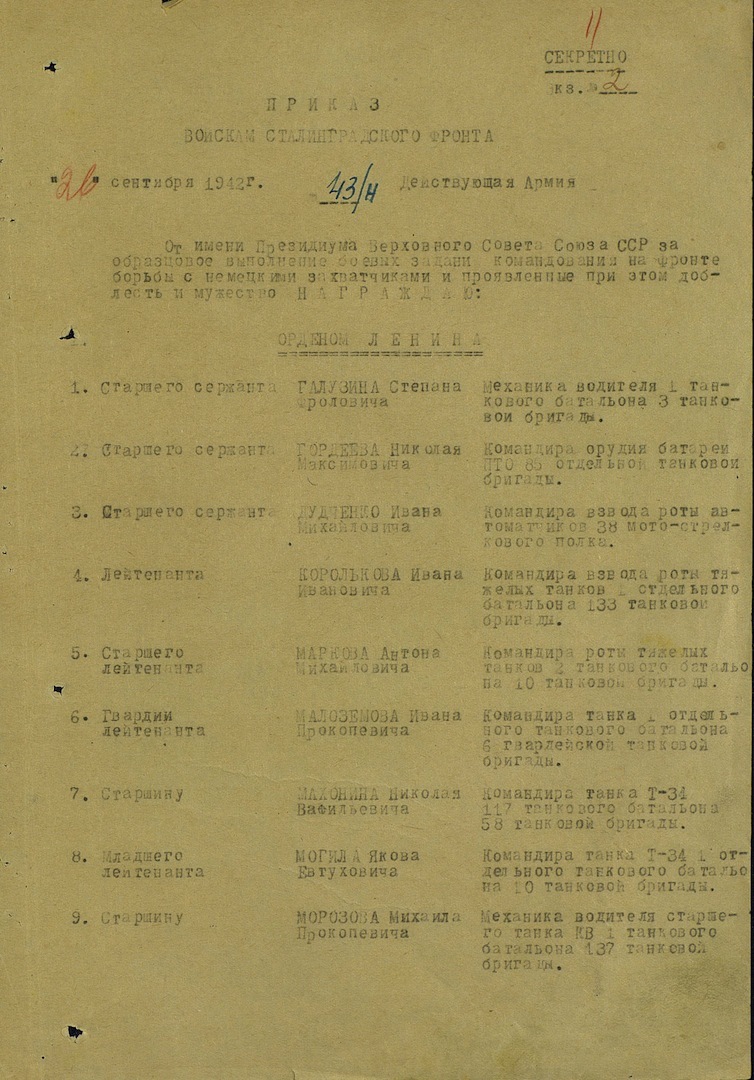 11
СЕКРЕТНО
кз. № 2
П Р И К А З
ВОЙСКАМ СТАЛИНГРАДСКОГО ФРОНТА
"26" сентября 1942г. 43/н Действующая Армия
От имени Президиума Верховного Совета Союза ССР за
образцовое выполнение боевых задани командования на фронте
борьбы с немецкими захватчиками и проявленные при этом доб-
лесть и мужество Н А Г Р А Ж Д А Ю:
ОРДЕНОМ Л Е Н И Н А
1. Старшего сержанта ГАЛУЗИНА Степана Механика водителя 1 тан-
Фроловича кового батальона 3 танко-
вой бригады.
2. Старшего сержанта ГОРДЕЕВА Николая Командира орудия батареи
Максимовича ПТО 85 отдельной танковой
бригады.
3. Старшего сержанта ДУДЧЕНКО Ивана Командира взвода роты ав-
Михайловича томатчиков 38 мото-стрел-
кового полка.
4. Лейтенанта КОРОЛЬКОВА Ивана Командира взвода роты тя-
Ивановича желых танков 1 отдельного
батальона 133 танковой
бригады.
5. Старшего МАРКОВА Антона Командира роты тяжелых
лейтенанта Михайловича танков 2 танкового батальо
на 10 танковой бригады.
6. Гвардии МАЛОЗЕМОВА Ивана Командира танка 1 отдель-
лейтенанта Прокопевича ного танкового батальона
6 гвардейской танковой
бригады.
7. Старшину МАХОНИНА Николая Командира танка Т-34
Вафильевича 117 танкового батальона
58 танковой бригады.
8. Младшего МОГИЛА Якова Командира танка Т-34 1 от-
лейтенанта Евтуховича дельного танкового батальо
на 10 танковой бригады.
9. Старшину МОРОЗОВА Михаила Механика водителя старше-
Прокопевича го танка КВ 1 танкового
батальона 137 танковой
бригады.